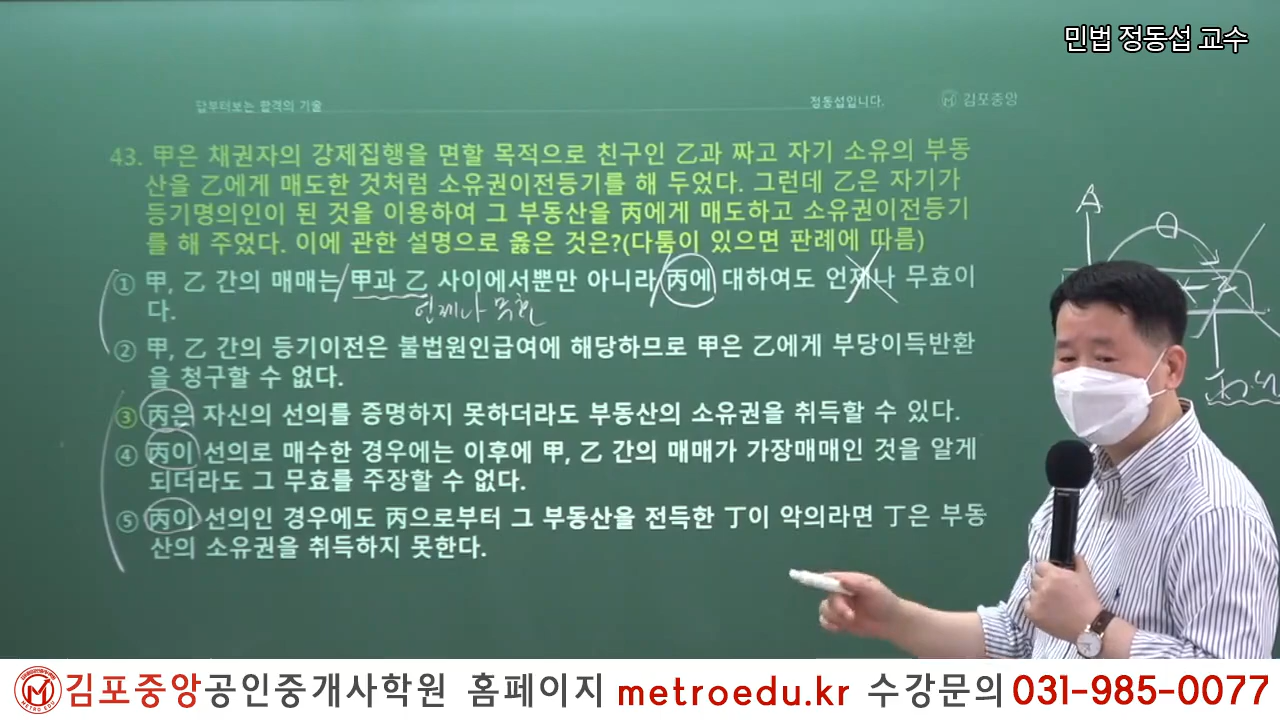 민법 정동섭 교수
답부터보는 합격의 기술
정동섭입니다.
김포중앙
43. 甲은 채권자의 강제집행을 면할 목적으로 친구인 乙과 짜고 자기 소유의 부동
산을 乙에게 매도한 것처럼 소유권이전등기를 해 두었다. 그런데 乙은 자기가
등기명의인이 된 것을 이용하여 그 부동산을 丙에게 매도하고 소유권이전등기
를 해 주었다. 이에 관한 설명으로 옳은 것은?(다툼이 있으면 판례에 따름)
① 甲, 乙 간의 매매는 甲과 乙 사이에서뿐만 아니라 丙에 대하여도 언제나 무효이
다.
언제나 무효
② 甲, 乙 간의 등기이전은 불법원인급여에 해당하므로 甲은 乙에게 부당이득반환
을 청구할 수 없다.
③ 丙은 자신의 선의를 증명하지 못하더라도 부동산의 소유권을 취득할 수 있다.
④ 丙이 선의로 매수한 경우에는 이후에 甲, 乙 간의 매매가 가장매매인 것을 알게
되더라도 그 무효를 주장할 수 없다.
⑤ 丙이 선의인 경우에도 丙으로부터 그 부동산을 전득한 丁이 악의라면 丁은 부동
산의 소유권을 취득하지 못한다.
A
METRO EDU
김포중앙공인중개사학원 홈페이지 metroedu.kr 수강문의 031-985-0077